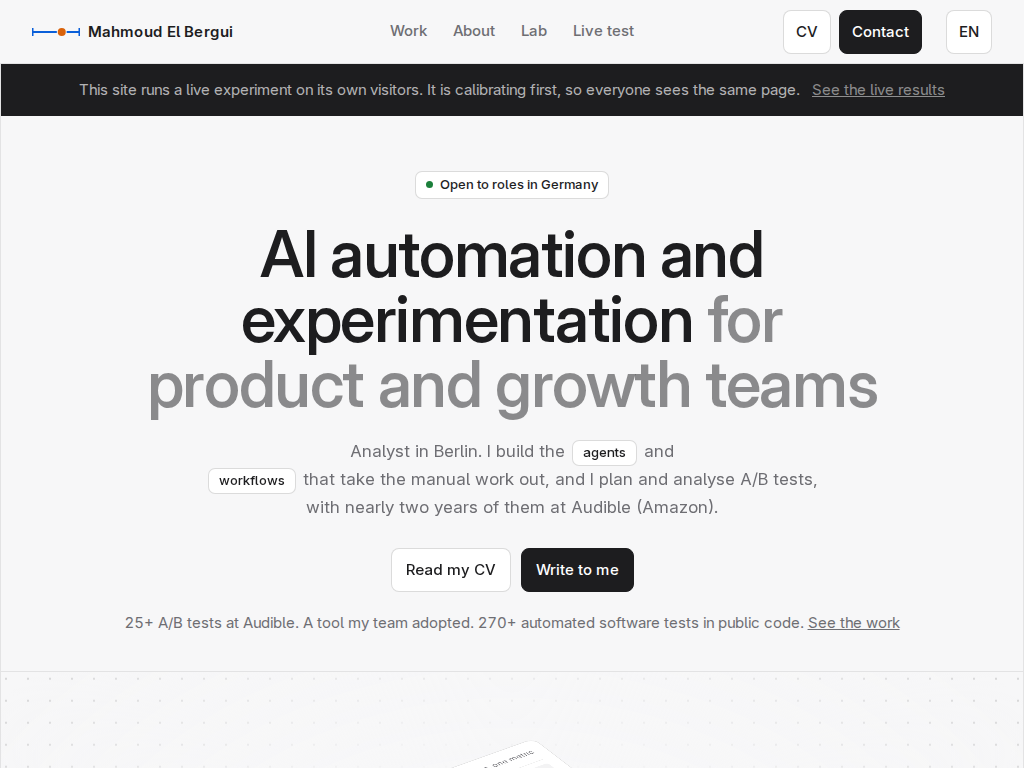 Mahmoud El Bergui
Work About Lab Live test
CV Contact EN
This site runs a live experiment on its own visitors. It is calibrating first, so everyone sees the same page. See the live results
Open to roles in Germany
AI automation and
experimentation for
product and growth teams
Analyst in Berlin. I build the agents and
workflows that take the manual work out, and I plan and analyse A/B tests,
with nearly two years of them at Audible (Amazon).
Read my CV Write to me
25+ A/B tests at Audible. A tool my team adopted. 270+ automated software tests in public code. See the work
one metric